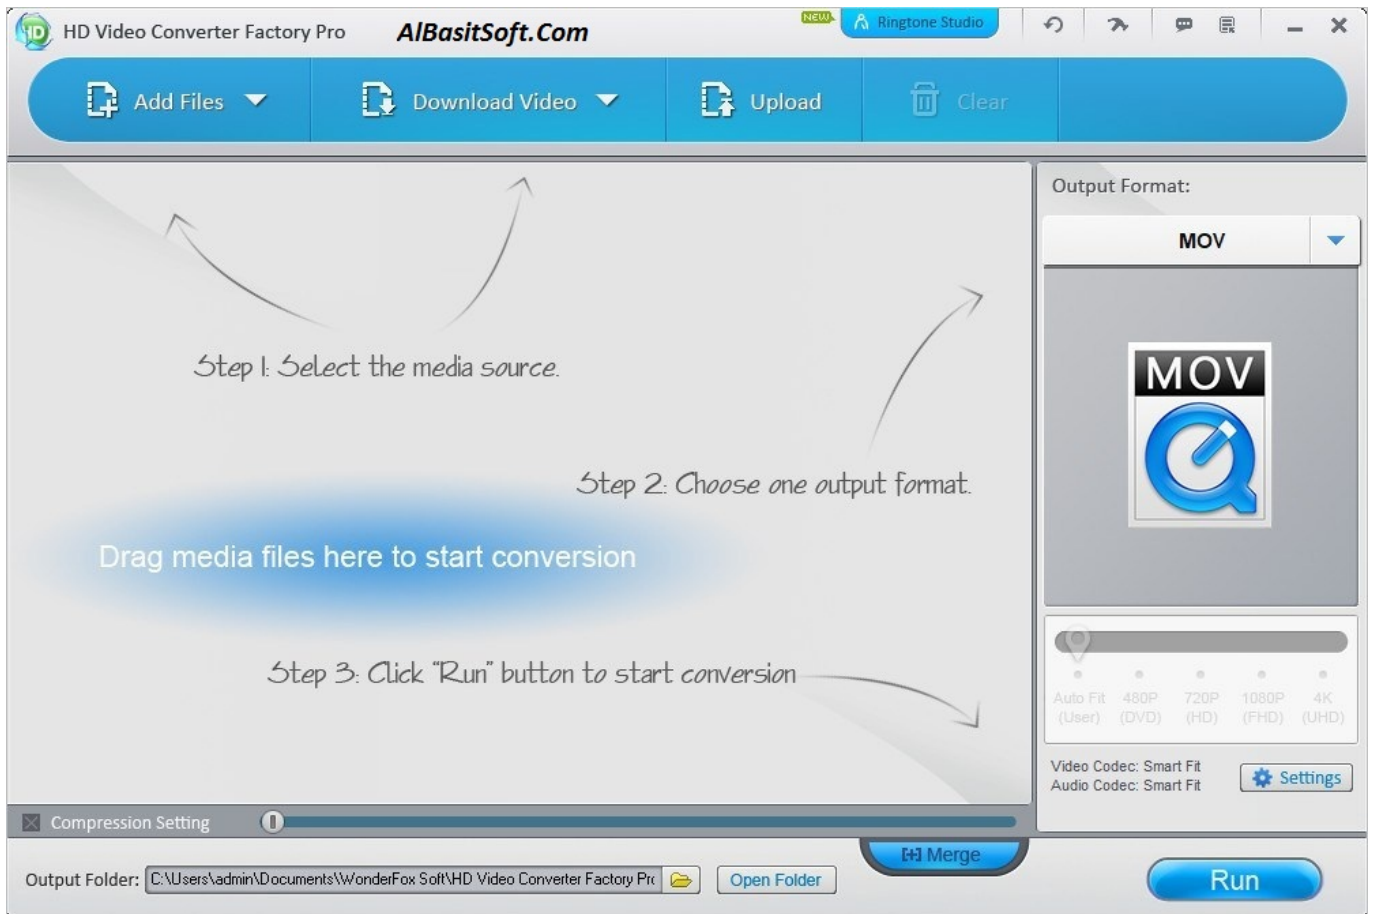 HD Video Converter Factory Pro
AlBasitSoft.Com
NEW
Ringtone Studio
Add Files
Download Video
Upload
Clear
Output Format:
MOV
MOV
Step 1: Select the media source.
Step 2: Choose one output format.
Drag media files here to start conversion
Step 3: Click "Run" button to start conversion
Auto Fit 480P 720P 1080P 4K
(User) (DVD) (HD) (FHD) (UHD)
Video Codec: Smart Fit
Audio Codec: Smart Fit
Settings
Compression Setting
Merge
Output Folder: C:\Users\admin\Documents\WonderFox Soft\HD Video Converter Factory Prc
Open Folder
Run